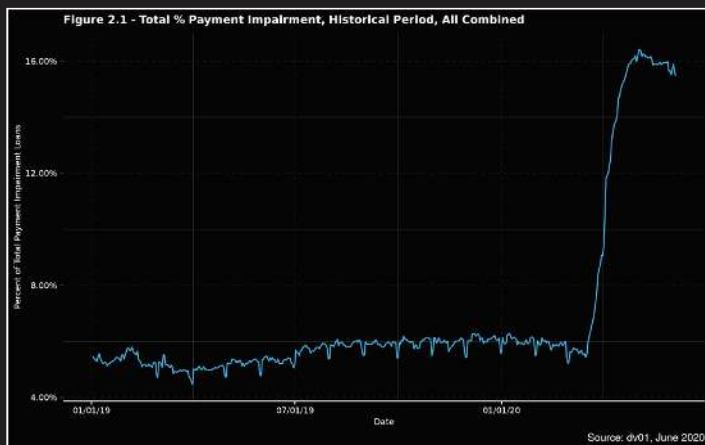 Figure 2.1 - Total % Payment Impairment, Historical Period, All Combined
16.00%
12.00%
8.00%
4.00%
Percent of Total Payment Impairment Loans
01/01/19
07/01/19
01/01/20
Date
Source: dv01, June 2020